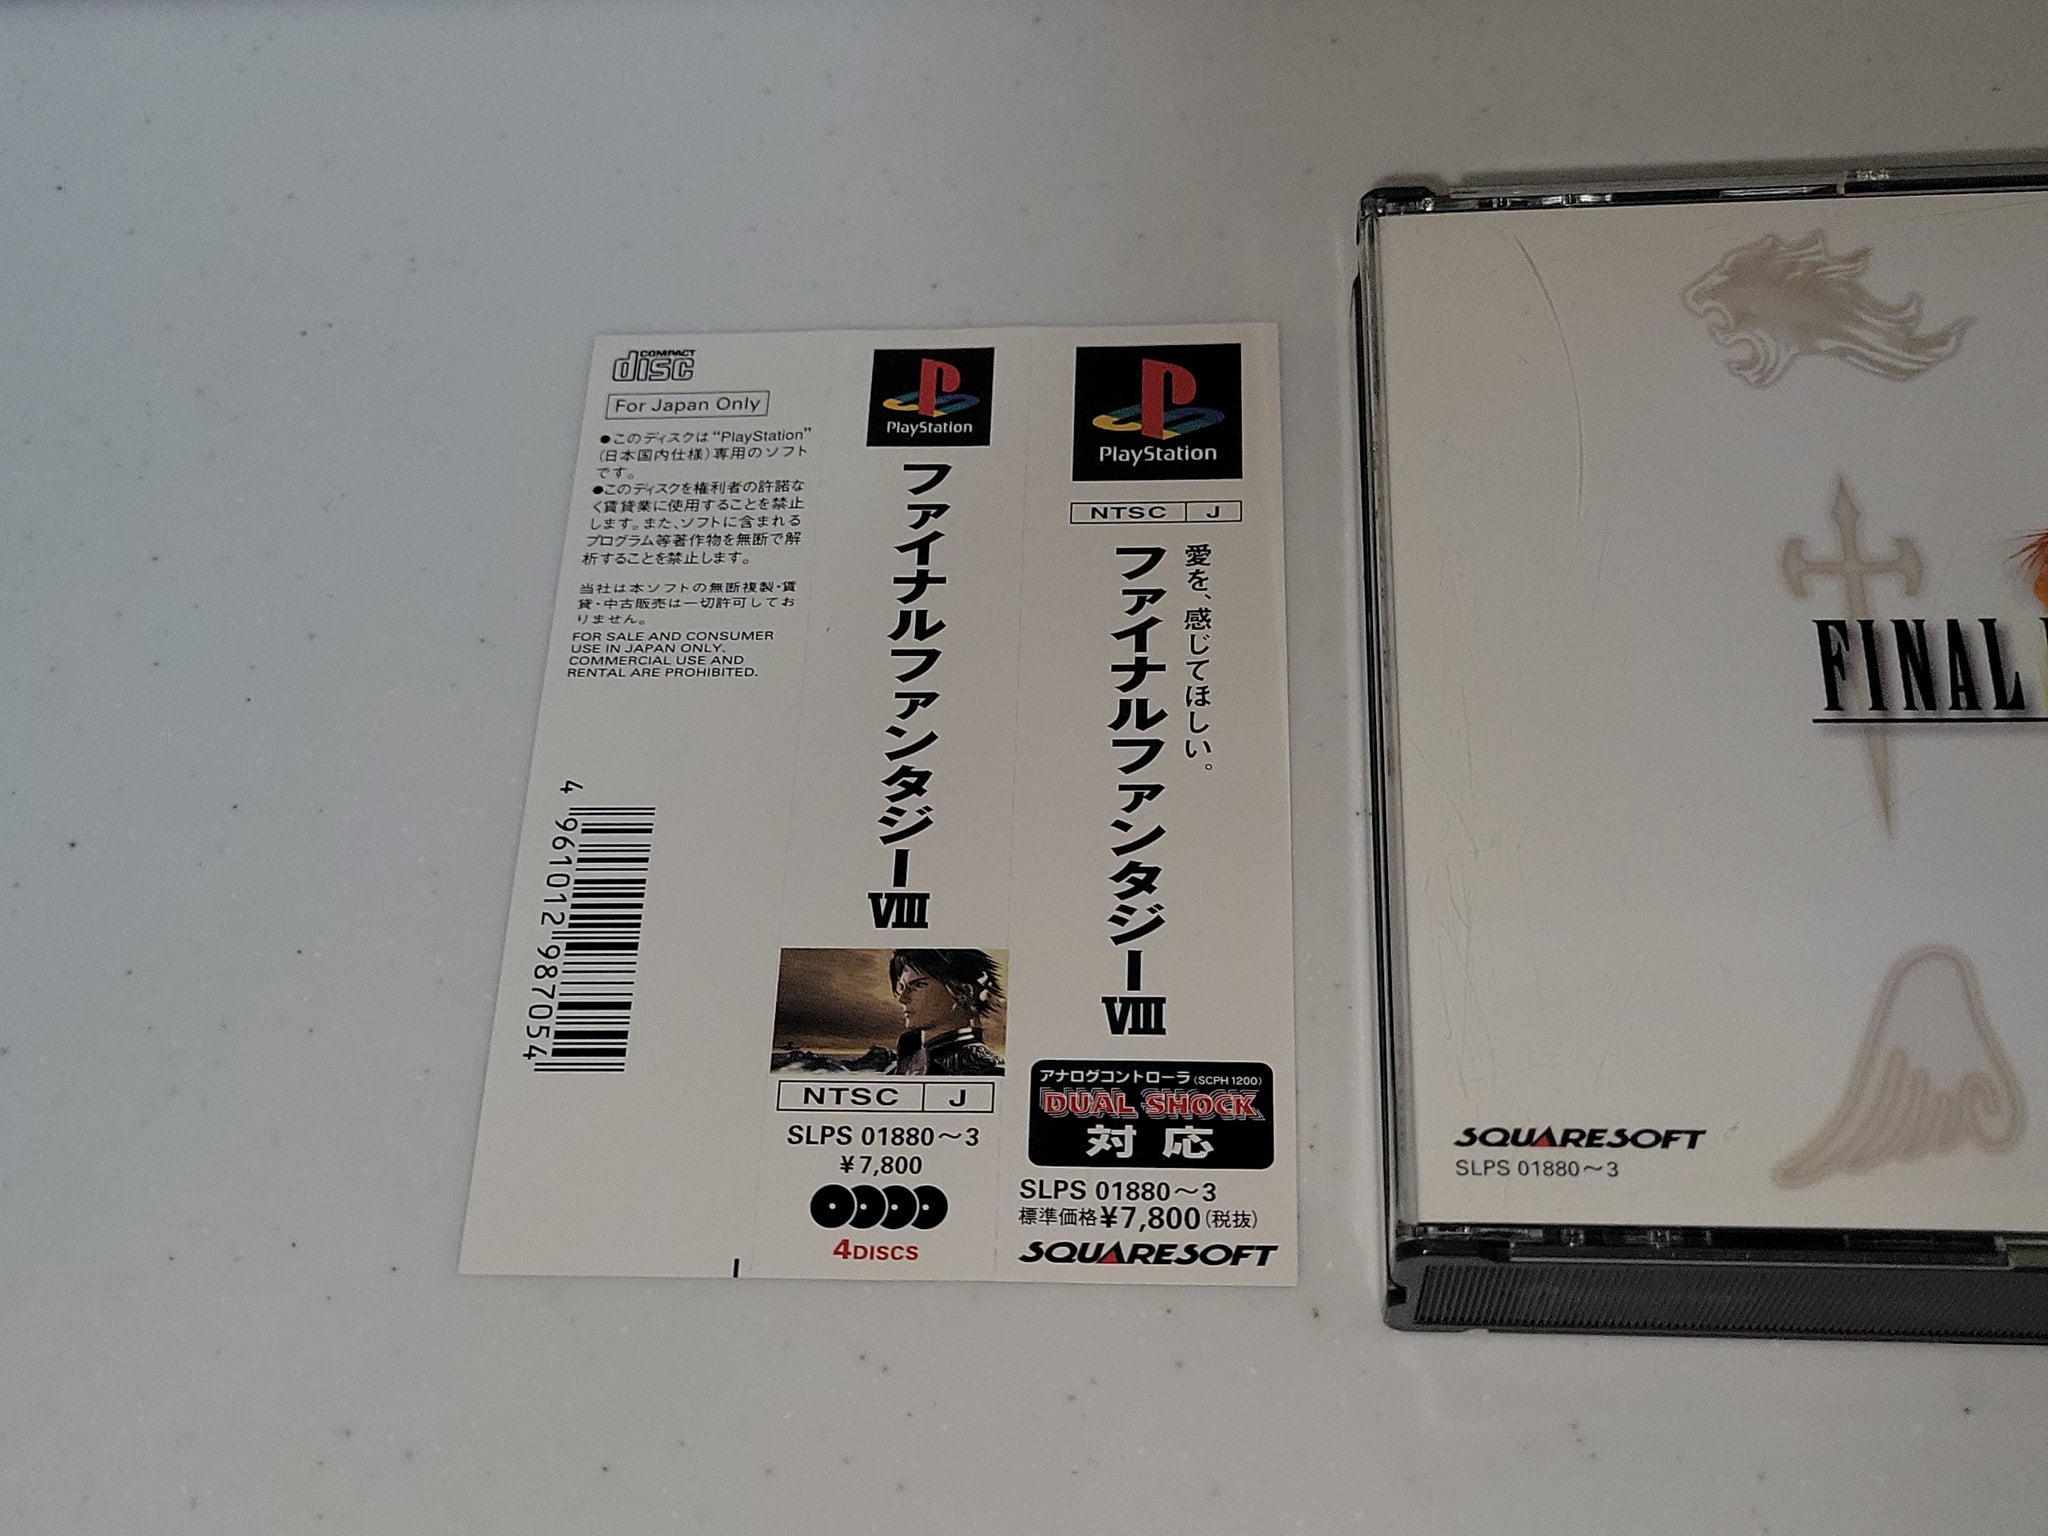 COMPACT
disc
For Japan Only
●このディスクは"PlayStation"
(日本国内仕様)専用のソフト
です。
●このディスクを権利者の許諾な
く賃貸業に使用することを禁止
します。また、ソフトに含まれる
プログラム等著作物を無断で解
析することを禁止します。
当社は本ソフトの無断複製・賃
貸・中古販売は一切許可してお
りません。
FOR SALE AND CONSUMER
USE IN JAPAN ONLY.
COMMERCIAL USE AND
RENTAL ARE PROHIBITED.
4 961012 987054
PlayStation
ファイナルファンタジーVIII
NTSC J
SLPS 01880〜3
¥7,800
4DISCS
PlayStation
NTSC J
愛を、感じてほしい。
ファイナルファンタジーVIII
アナログコントローラ(SCPH 1200)
DUAL SHOCK
対応
SLPS 01880〜3
標準価格¥7,800(税抜)
SQUARESOFT
FINAL
SQUARESOFT
SLPS 01880〜3